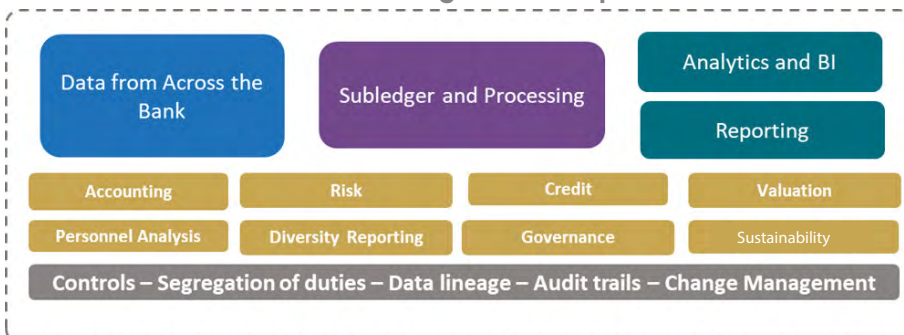 Data from Across the
Bank
Subledger and Processing
Analytics and BI
Reporting
Accounting
Risk
Credit
Valuation
Personnel Analysis
Diversity Reporting
Governance
Sustainability
Controls – Segregation of duties – Data lineage – Audit trails – Change Management